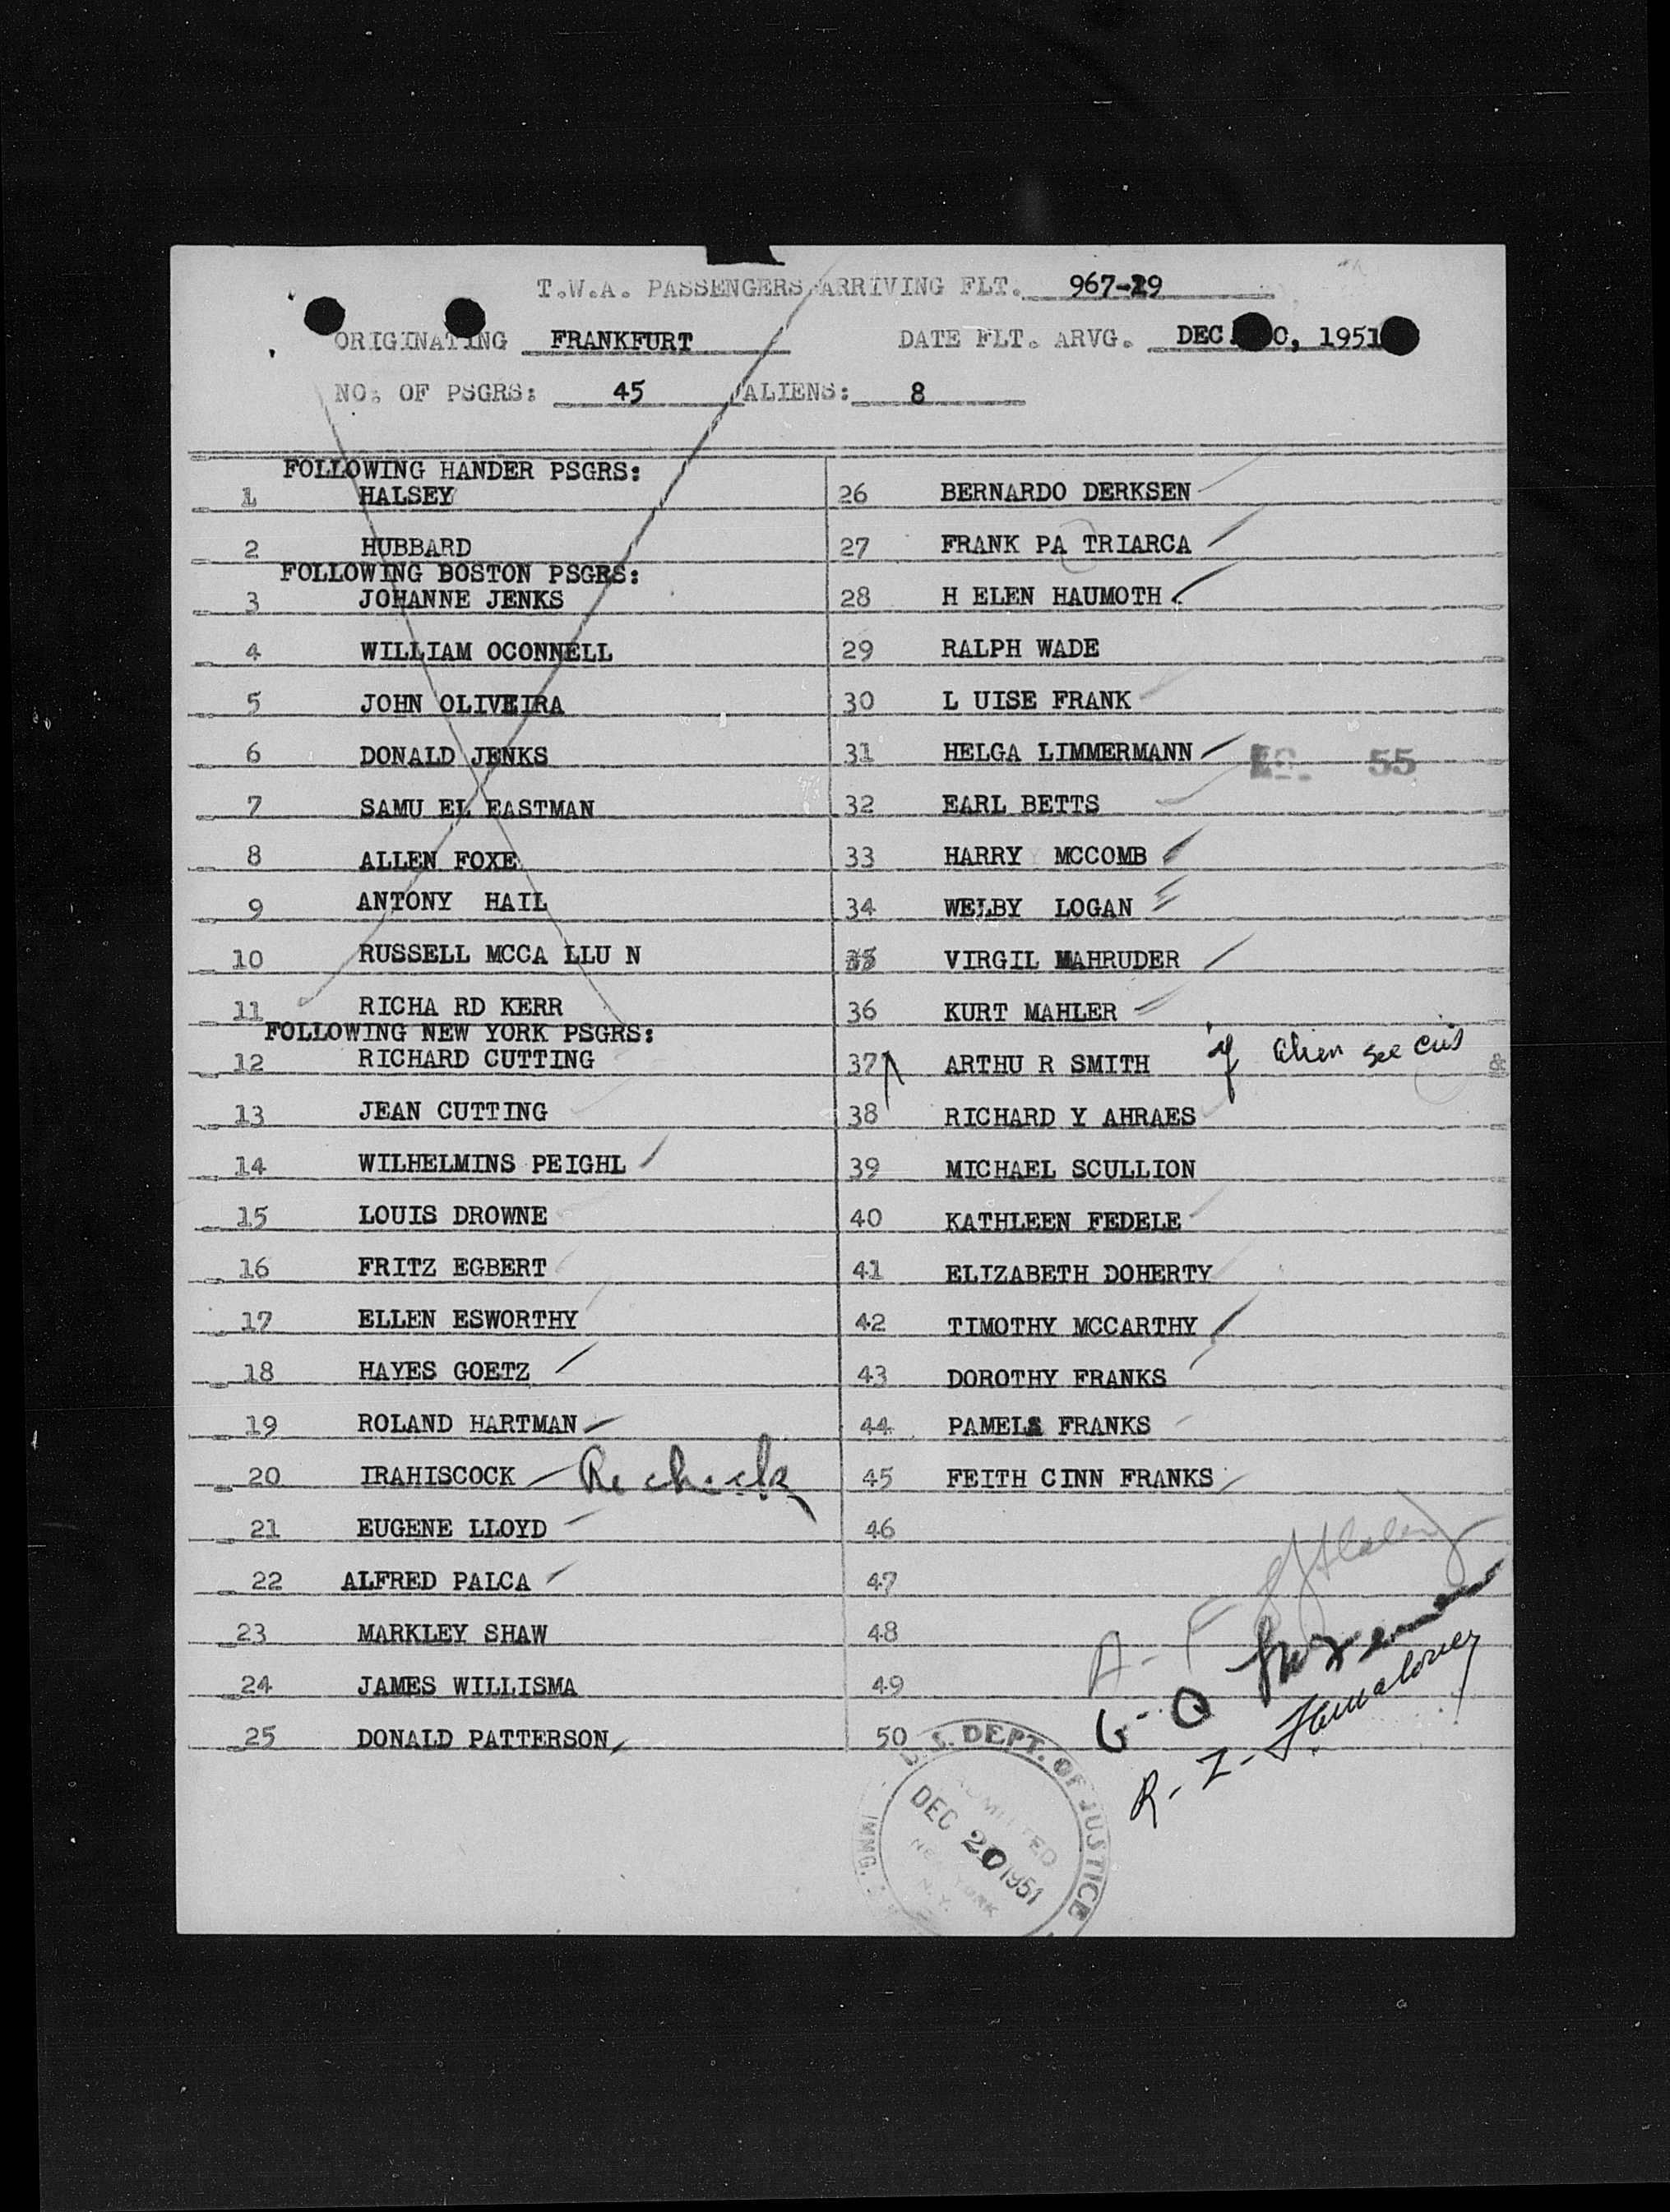 T.W.A. PASSENGERS ARRIVING FLT. 967-19
ORIGINATING FRANKFURT DATE FLT. ARVG. DEC. 0, 1951
NO. OF PSGRS: 45 ALIENS: 8
FOLLOWING HANDER PSGRS:
1 HALSEY
2 HUBBARD
FOLLOWING BOSTON PSGRS:
3 JOHANNE JENKS
4 WILLIAM OCONNELL
5 JOHN OLIVEIRA
6 DONALD JENKS
7 SAMU EL EASTMAN
8 ALLEN FOXE
9 ANTONY HAIL
10 RUSSELL MCCA LLU N
11 RICHA RD KERR
FOLLOWING NEW YORK PSGRS:
12 RICHARD CUTTING
13 JEAN CUTTING
14 WILHELMINS PEIGHL
15 LOUIS DROWNE
16 FRITZ EGBERT
17 ELLEN ESWORTHY
18 HAYES GOETZ
19 ROLAND HARTMAN
20 IRAHISCOCK Recheck
21 EUGENE LLOYD
22 ALFRED PALCA
23 MARKLEY SHAW
24 JAMES WILLISMA
25 DONALD PATTERSON
26 BERNARDO DERKSEN
27 FRANK PA TRIARCA
28 H ELEN HAUMOTH
29 RALPH WADE
30 L UISE FRANK
31 HELGA LIMMERMANN 55
32 EARL BETTS
33 HARRY MCCOMB
34 WELBY LOGAN
35 VIRGIL MAHRUDER
36 KURT MAHLER
37 ARTHU R SMITH if alien see
38 RICHARD Y AHRAES
39 MICHAEL SCULLION
40 KATHLEEN FEDELE
41 ELIZABETH DOHERTY
42 TIMOTHY MCCARTHY
43 DOROTHY FRANKS
44 PAMELA FRANKS
45 FEITH CINN FRANKS
46
47
48
49
50
A-F
G-Q
R-Z-
U.S. DEPT. OF JUSTICE
IMMG.
ADMITTED
DEC 20 1951
NEW YORK
N.Y.